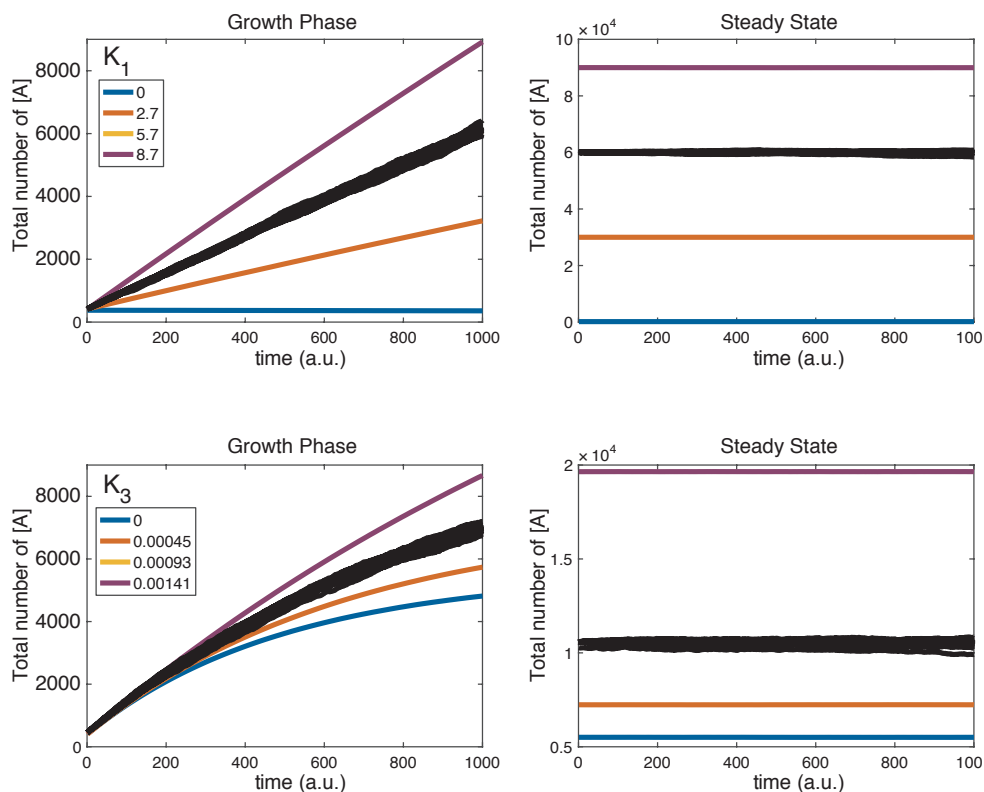 Growth Phase
K1
0
2.7
5.7
8.7
Total number of [A]
8000
6000
4000
2000
0
0 200 400 600 800 1000
time (a.u.)
Steady State
× 10^4
Total number of [A]
10
8
6
4
2
0
0 200 400 600 800 1000
time (a.u.)
Growth Phase
K3
0
0.00045
0.00093
0.00141
Total number of [A]
8000
6000
4000
2000
0
0 200 400 600 800 1000
time (a.u.)
Steady State
× 10^4
Total number of [A]
2
1.5
1
0.5
0 200 400 600 800 1000
time (a.u.)